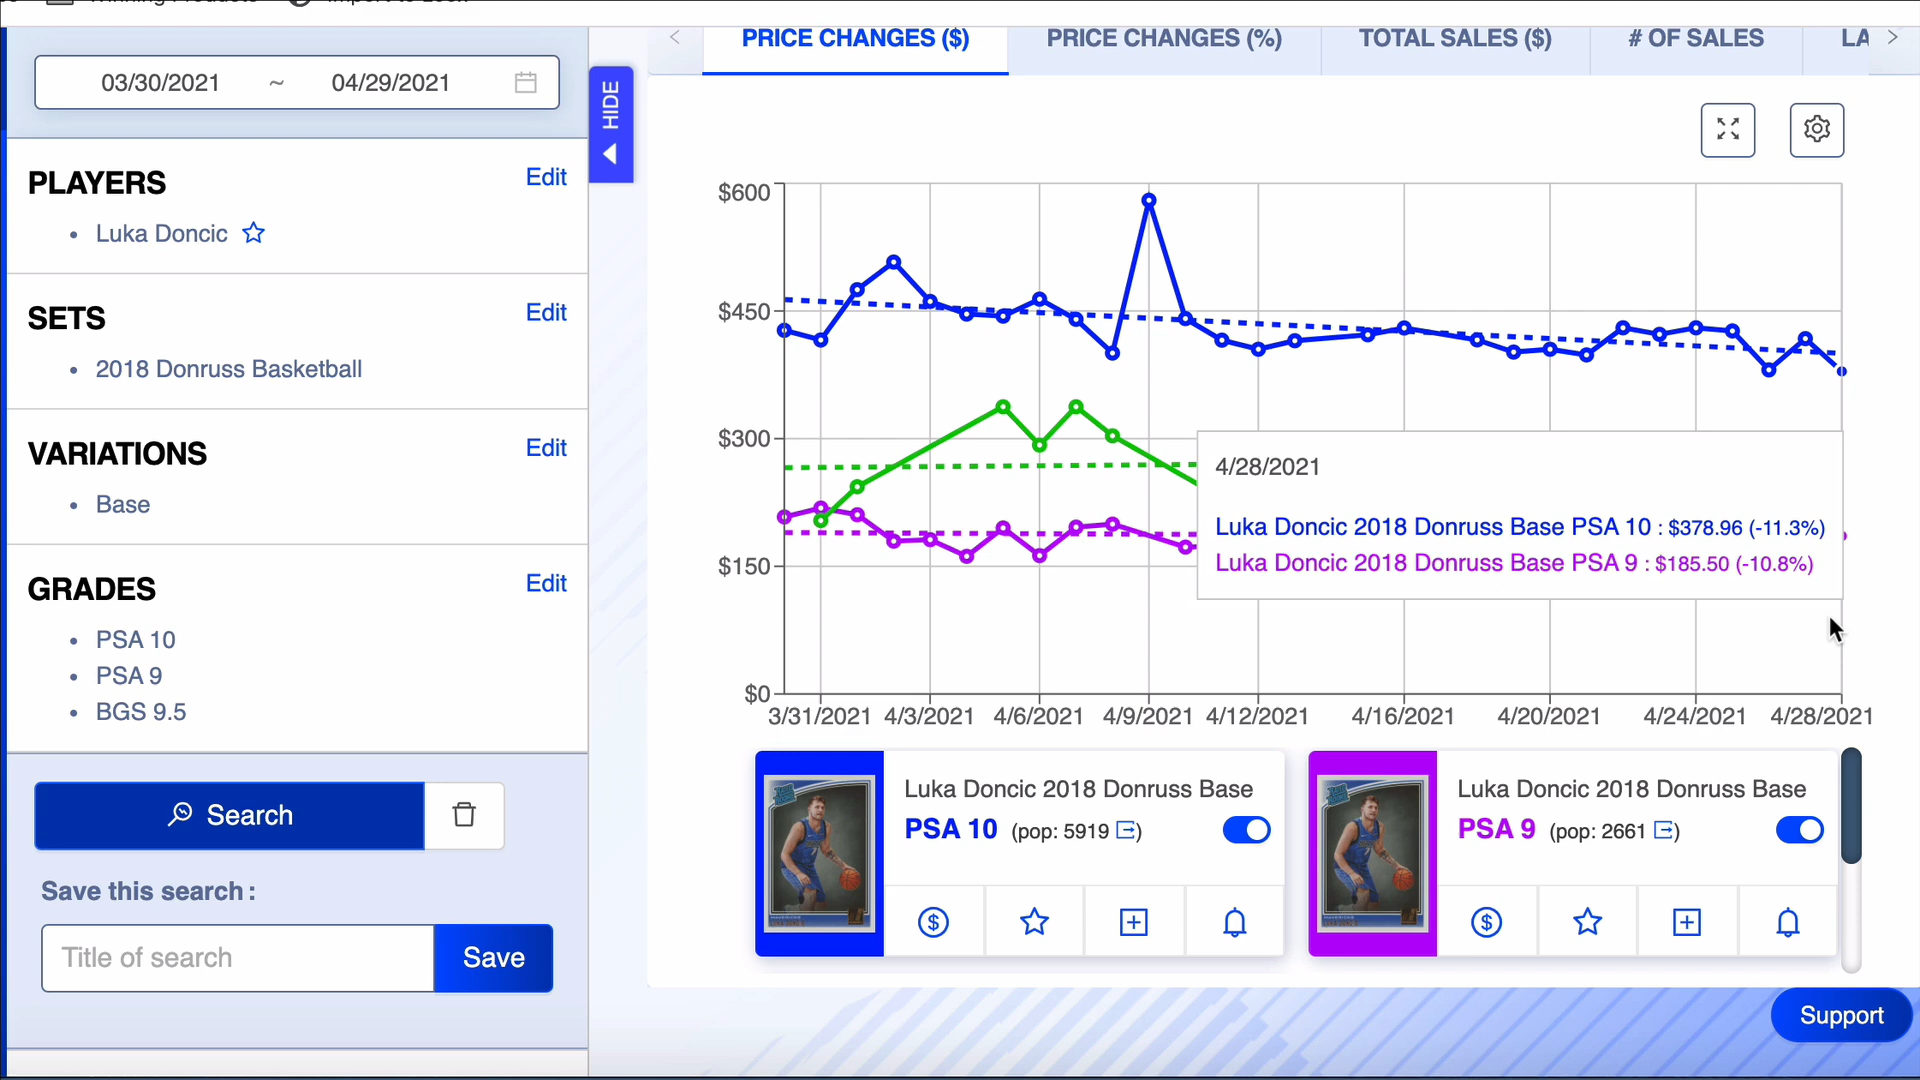 03/30/2021 ~ 04/29/2021
HIDE
PLAYERS Edit
Luka Doncic
SETS Edit
2018 Donruss Basketball
VARIATIONS Edit
Base
GRADES Edit
PSA 10
PSA 9
BGS 9.5
Search
Save this search :
Title of search Save
PRICE CHANGES ($) PRICE CHANGES (%) TOTAL SALES ($) # OF SALES LA
$600
$450
$300
$150
$0
4/28/2021
Luka Doncic 2018 Donruss Base PSA 10 : $378.96 (-11.3%)
Luka Doncic 2018 Donruss Base PSA 9 : $185.50 (-10.8%)
3/31/2021 4/3/2021 4/6/2021 4/9/2021 4/12/2021 4/16/2021 4/20/2021 4/24/2021 4/28/2021
Luka Doncic 2018 Donruss Base
PSA 10 (pop: 5919)
Luka Doncic 2018 Donruss Base
PSA 9 (pop: 2661)
Support